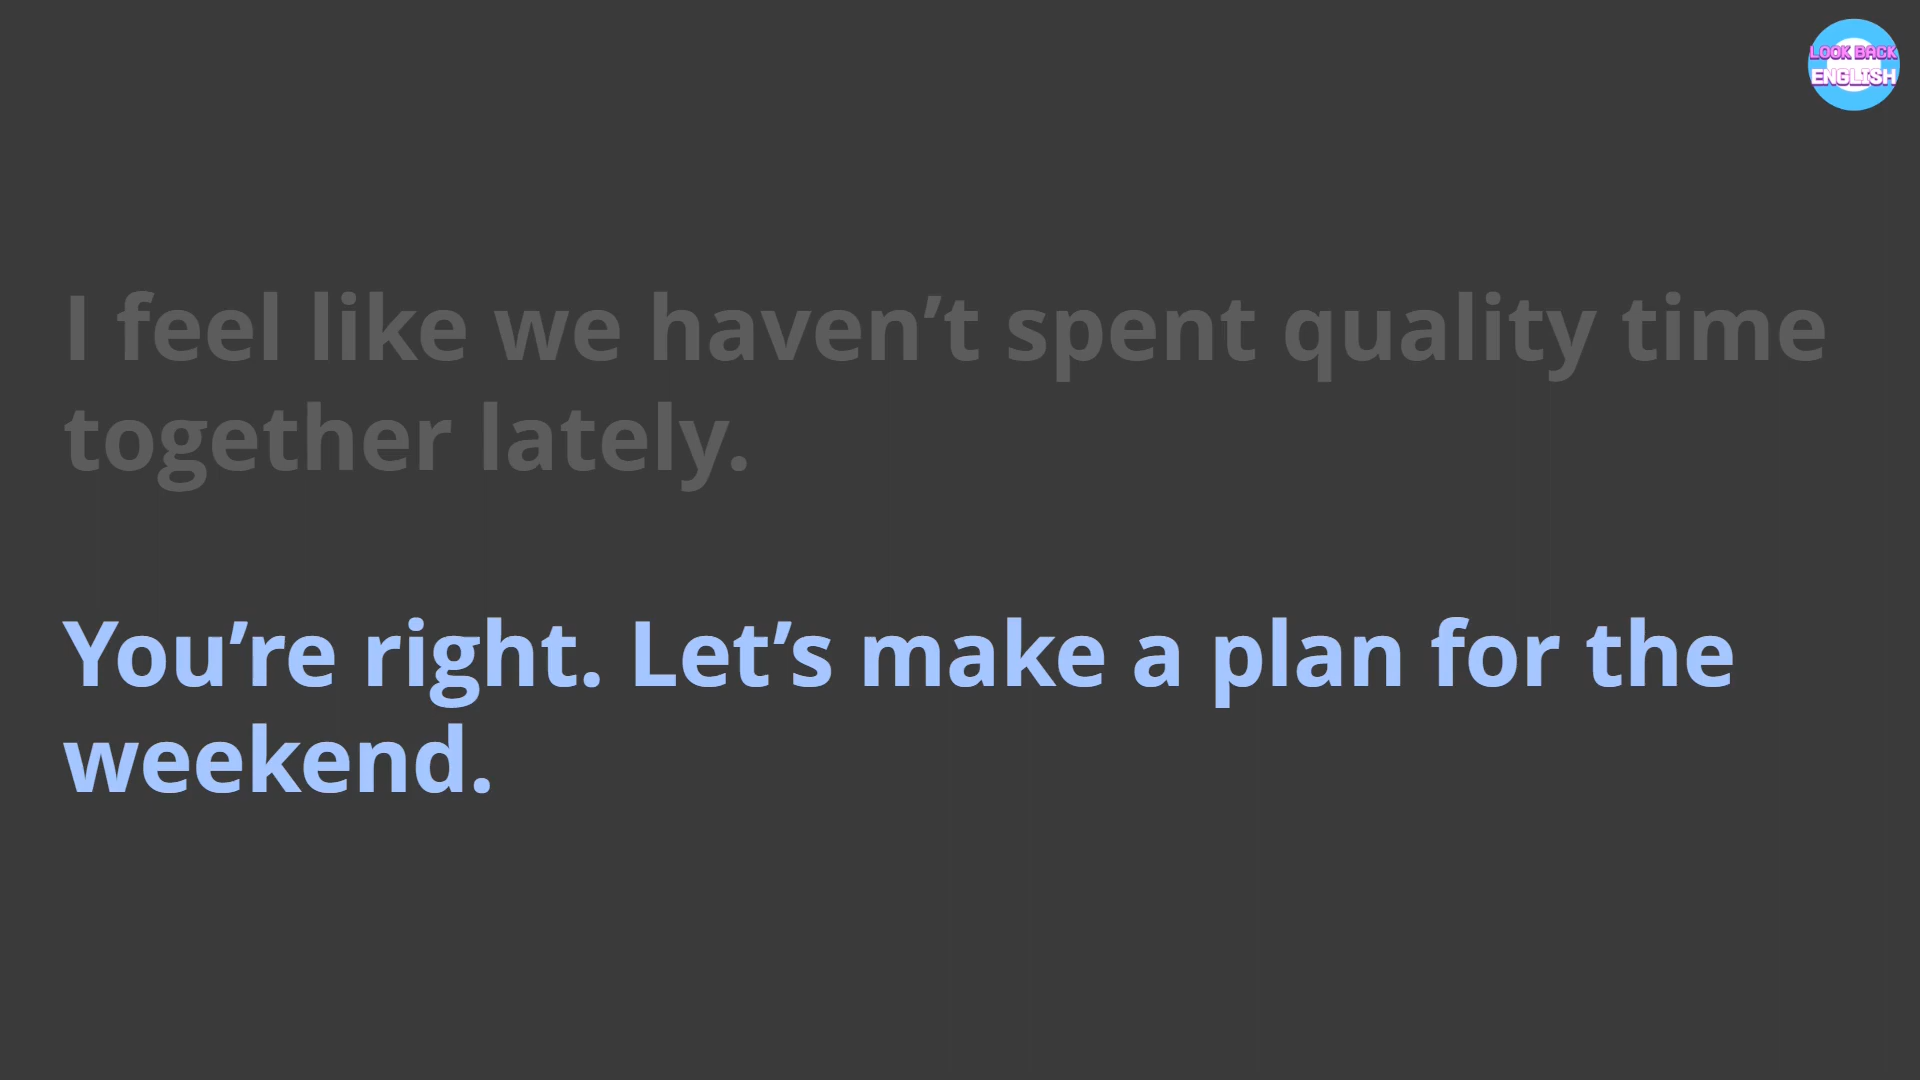 LOOK BACK
ENGLISH
I feel like we haven’t spent quality time
together lately.
You’re right. Let’s make a plan for the
weekend.